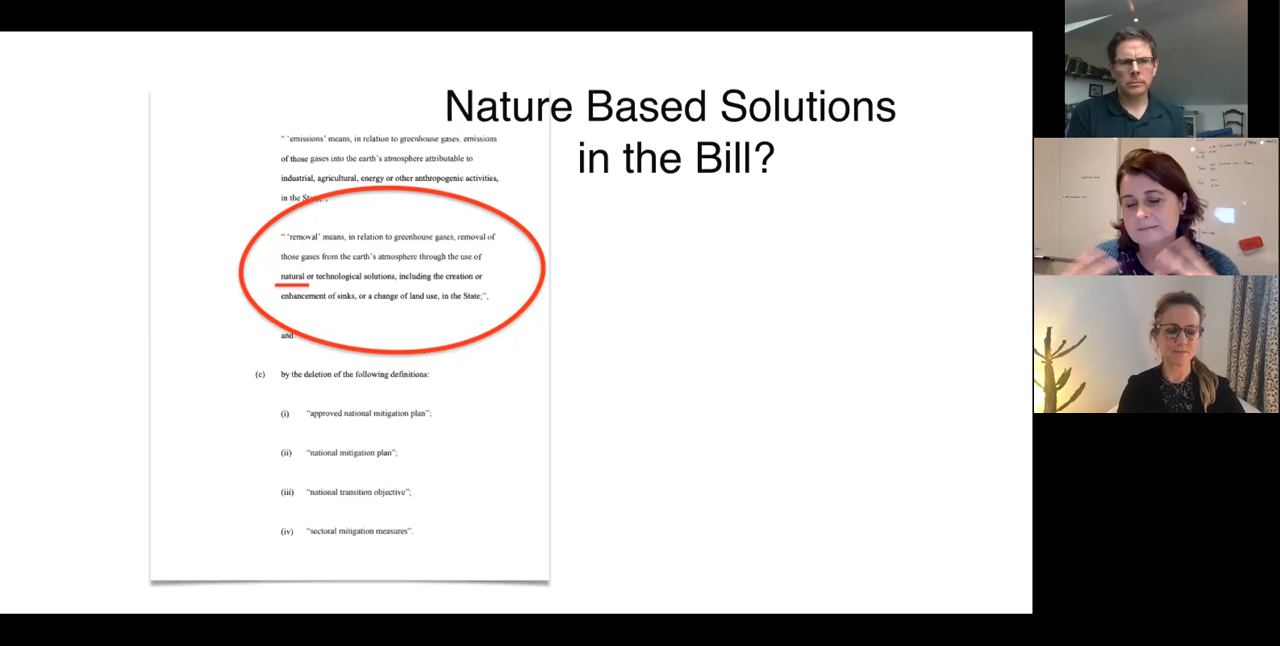 Nature Based Solutions
in the Bill?
“ ‘emissions’ means, in relation to greenhouse gases, emissions
of those gases into the earth’s atmosphere attributable to
industrial, agricultural, energy or other anthropogenic activities,
in the
“ ‘removal’ means, in relation to greenhouse gases, removal of
those gases from the earth’s atmosphere through the use of
natural or technological solutions, including the creation or
enhancement of sinks, or a change of land use, in the State;”,
and
(c) by the deletion of the following definitions:
(i) “approved national mitigation plan”;
(ii) “national mitigation plan”;
(iii) “national transition objective”;
(iv) “sectoral mitigation measures”.